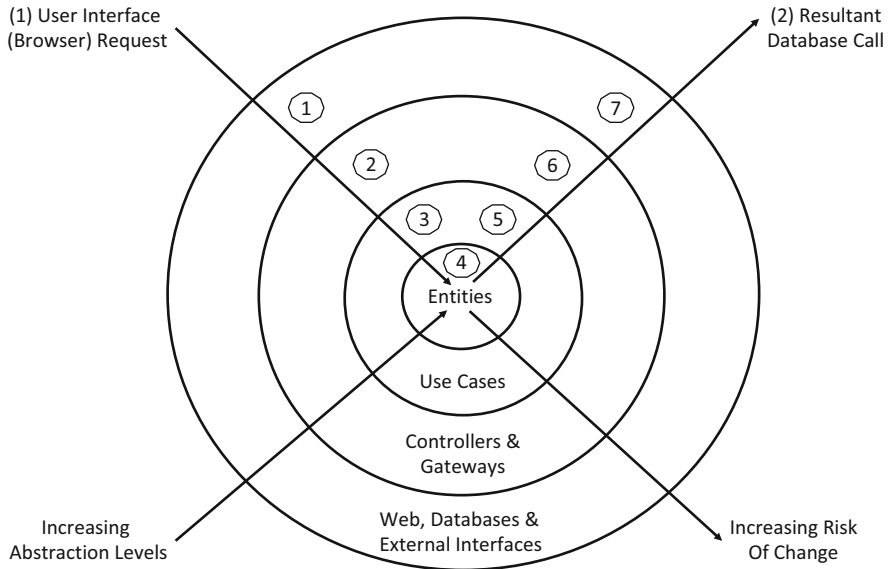 (1) User Interface
(Browser) Request
(2) Resultant
Database Call
1
7
2
6
3
5
4
Entities
Use Cases
Controllers &
Gateways
Web, Databases &
External Interfaces
Increasing
Abstraction Levels
Increasing Risk
Of Change